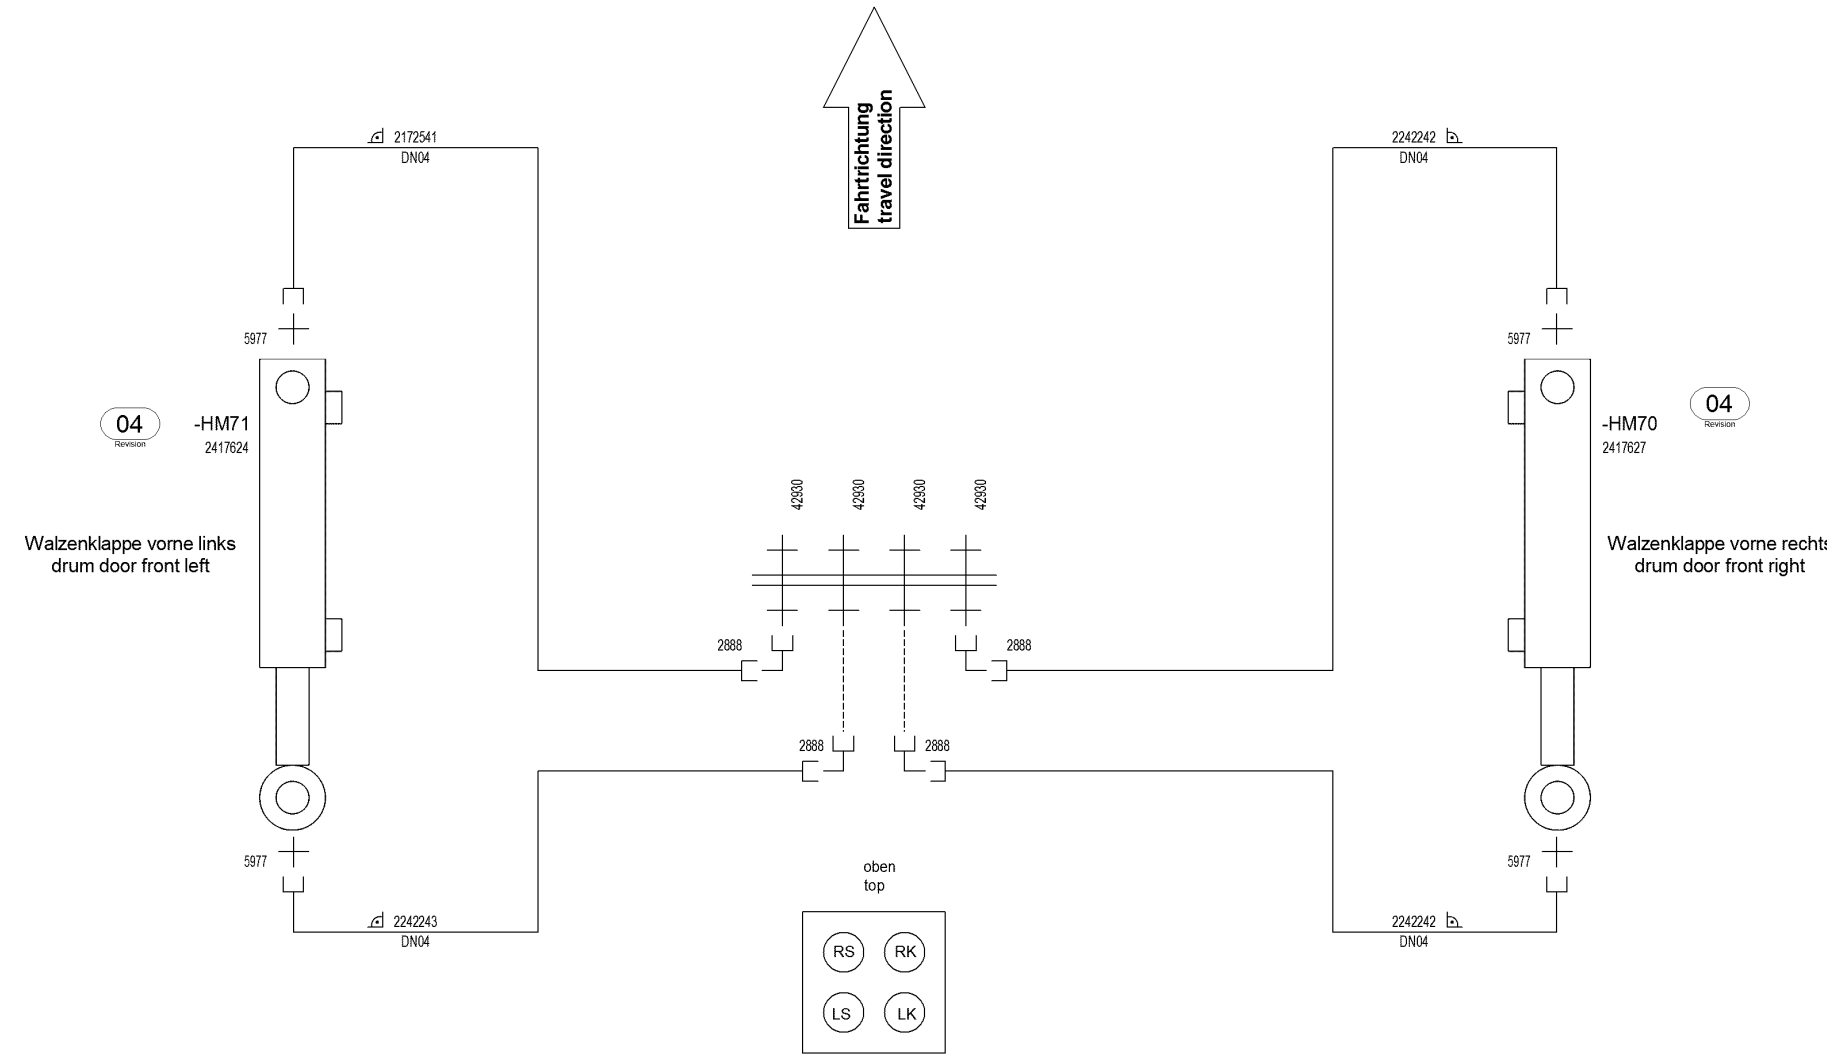 Fahrtrichtung
travel direction
2172541
DN04
2242242
DN04
5977
5977
04
Revision
-HM71
2417624
-HM70
2417627
04
Revision
42930
42930
42930
42930
Walzenklappe vorne links
drum door front left
Walzenklappe vorne rechts
drum door front right
2888
2888
2888
2888
5977
5977
oben
top
2242243
DN04
2242242
DN04
RS
RK
LS
LK